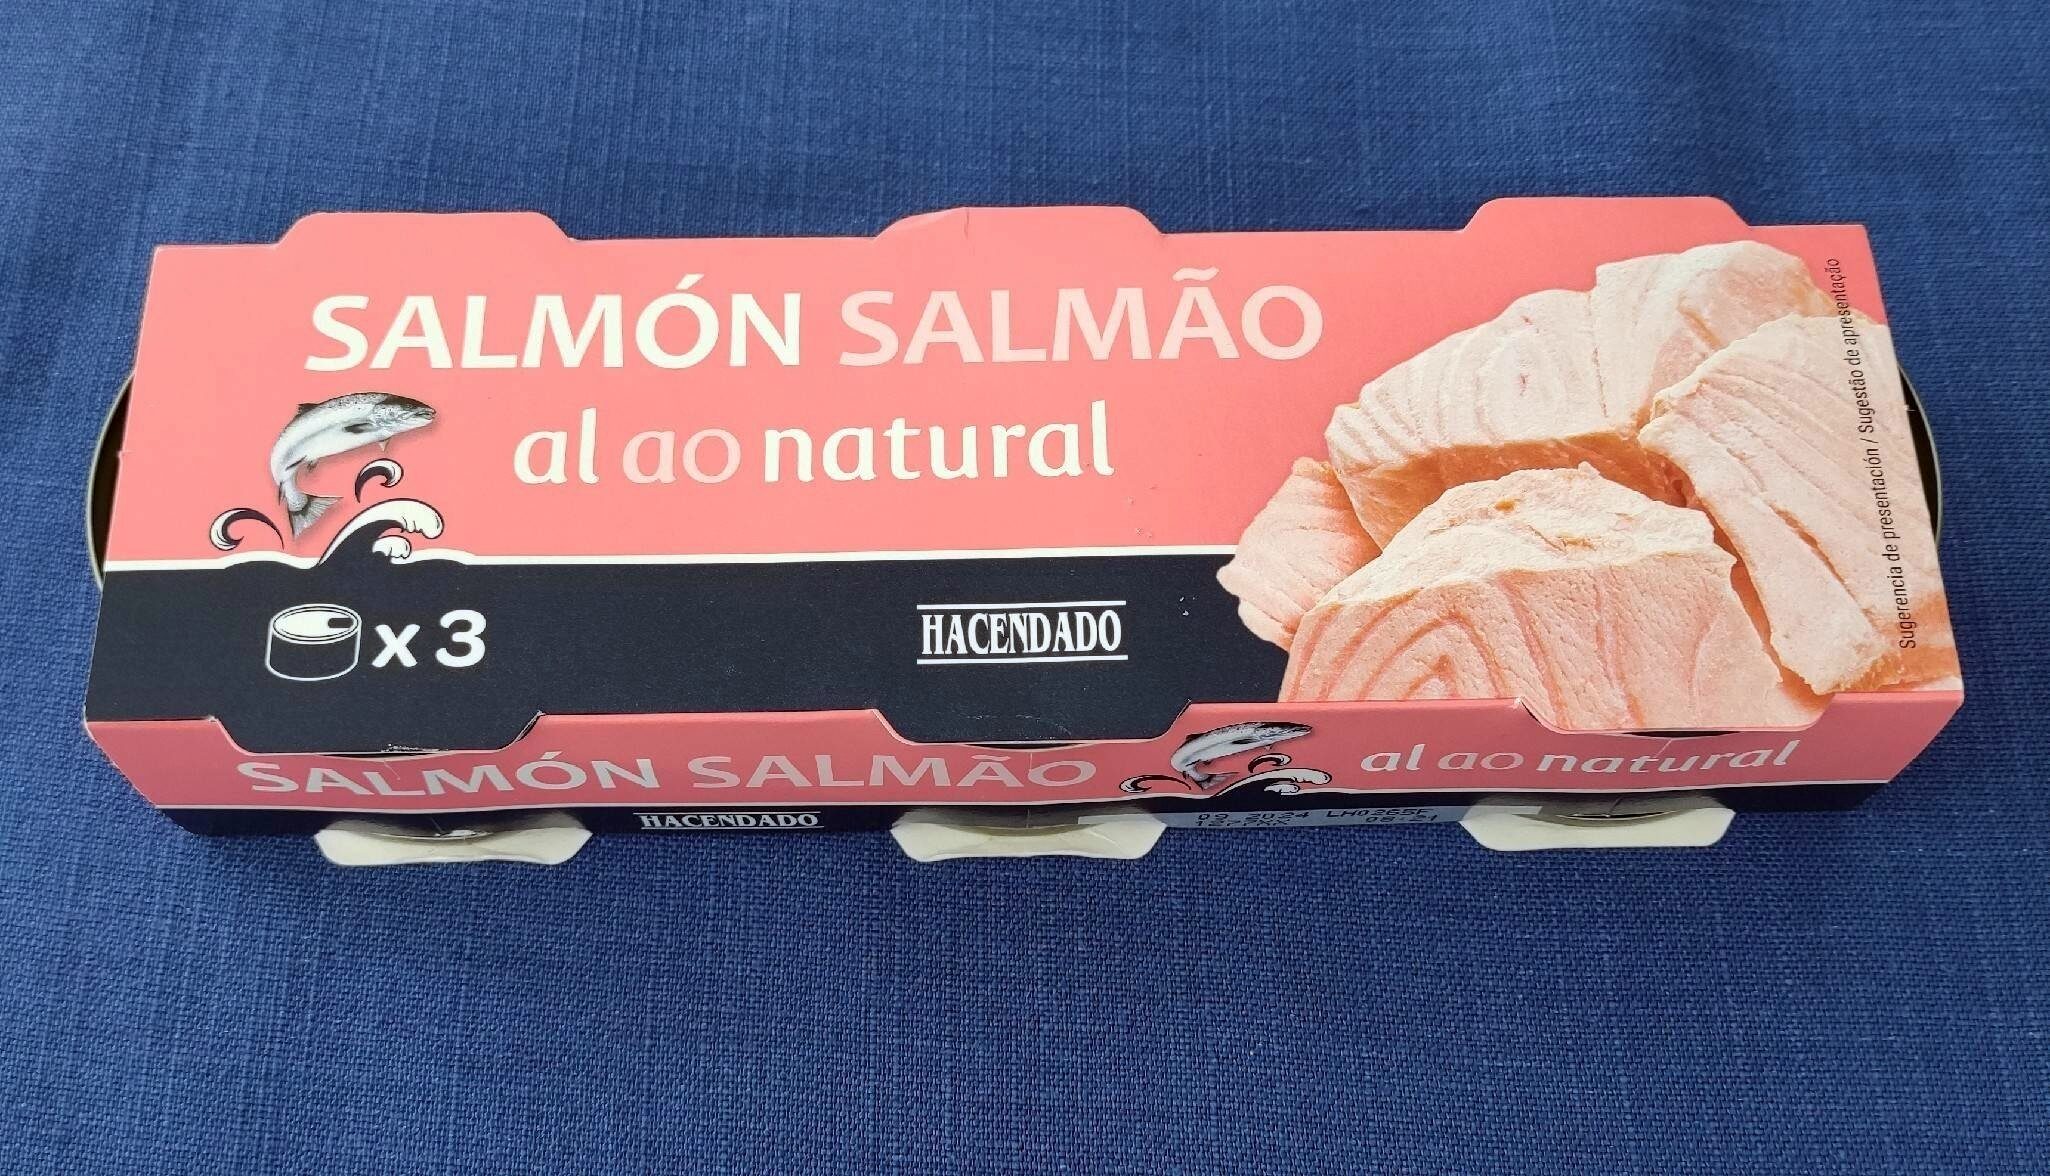 SALMÓN SALMÃO
al ao natural
x 3
HACENDADO
Sugerencia de presentación / Sugestão de apresentação
SALMÓN SALMÃO al ao natural
HACENDADO